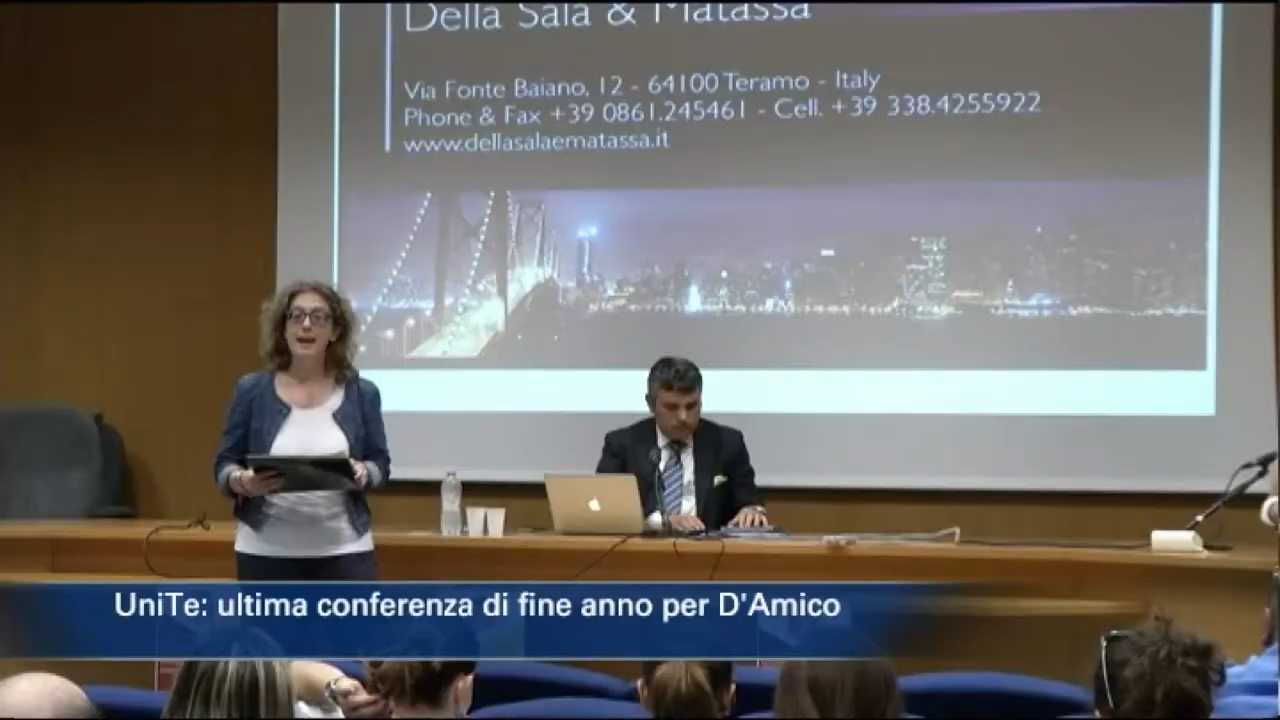 Della Sala & Matassa
Via Fonte Baiano, 12 - 64100 Teramo - Italy
Phone & Fax +39 0861.245461 - Cell. +39 338.4255922
www.dellasalaematassa.it
UniTe: ultima conferenza di fine anno per D'Amico